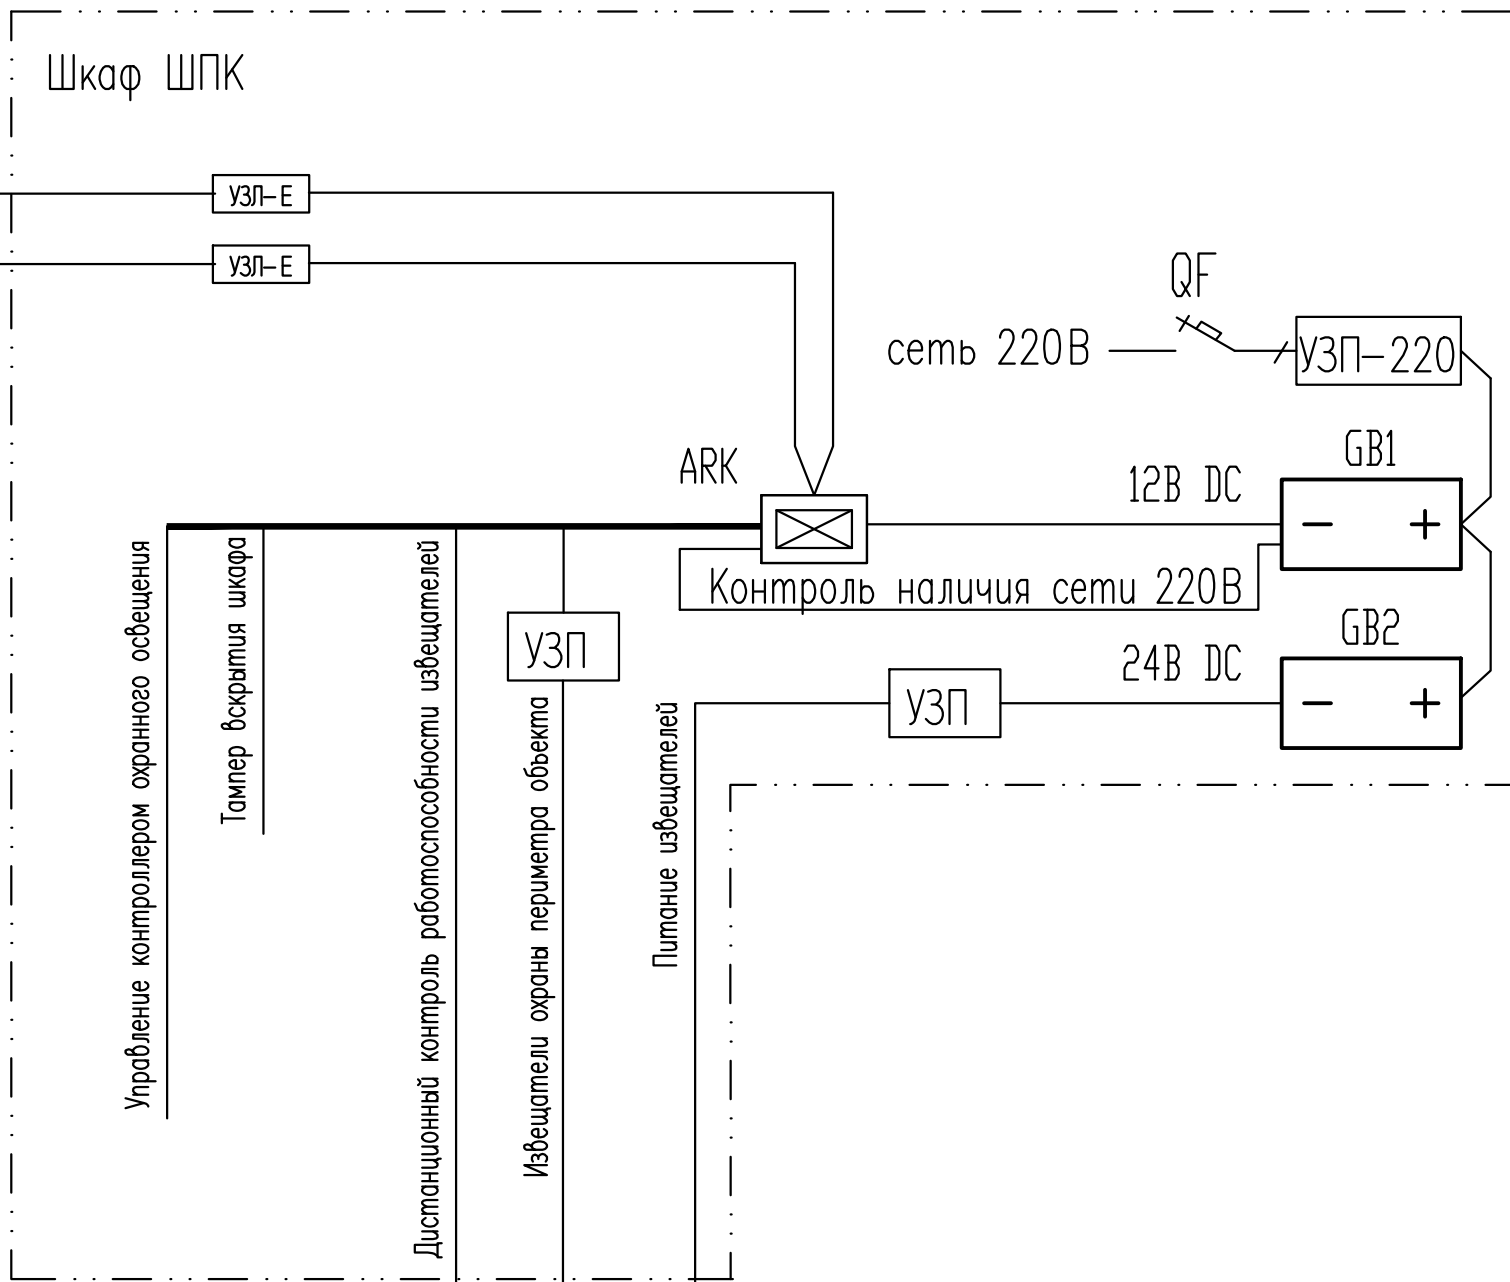 Шкаф ШПК
УЗЛ-Е
УЗЛ-Е
QF
сеть 220В
УЗП-220
ARK
GB1
12В DC
Контроль наличия сети 220В
GB2
24В DC
УЗП
УЗП
Управление контроллером охранного освещения
Тампер вскрытия шкафа
Дистанционный контроль работоспособности извещателей
Извещатели охраны периметра объекта
Питание извещателей